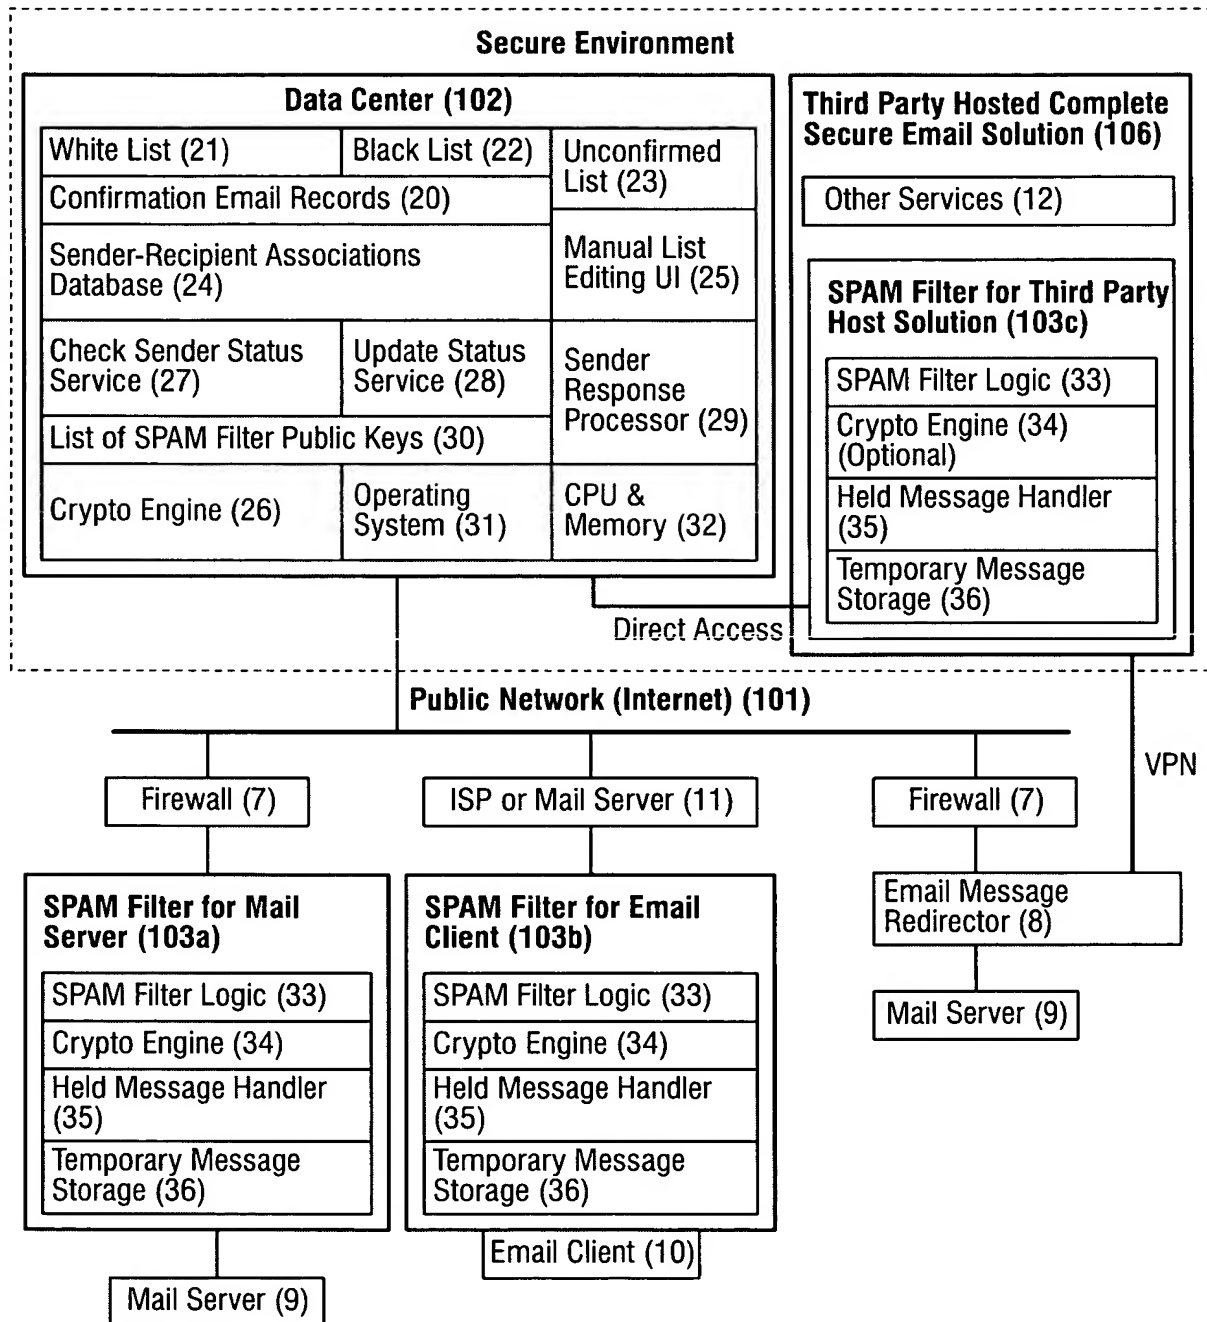 Secure Environment
Data Center (102)
White List (21)
Black List (22)
Unconfirmed
List (23)
Confirmation Email Records (20)
Sender-Recipient Associations
Database (24)
Manual List
Editing UI (25)
Check Sender Status
Service (27)
Update Status
Service (28)
Sender
Response
Processor (29)
List of SPAM Filter Public Keys (30)
Crypto Engine (26)
Operating
System (31)
CPU &
Memory (32)
Third Party Hosted Complete
Secure Email Solution (106)
Other Services (12)
SPAM Filter for Third Party
Host Solution (103c)
SPAM Filter Logic (33)
Crypto Engine (34)
(Optional)
Held Message Handler
(35)
Temporary Message
Storage (36)
Direct Access
Public Network (Internet) (101)
VPN
Firewall (7)
ISP or Mail Server (11)
Firewall (7)
SPAM Filter for Mail
Server (103a)
SPAM Filter Logic (33)
Crypto Engine (34)
Held Message Handler
(35)
Temporary Message
Storage (36)
Mail Server (9)
SPAM Filter for Email
Client (103b)
SPAM Filter Logic (33)
Crypto Engine (34)
Held Message Handler
(35)
Temporary Message
Storage (36)
Email Client (10)
Email Message
Redirector (8)
Mail Server (9)